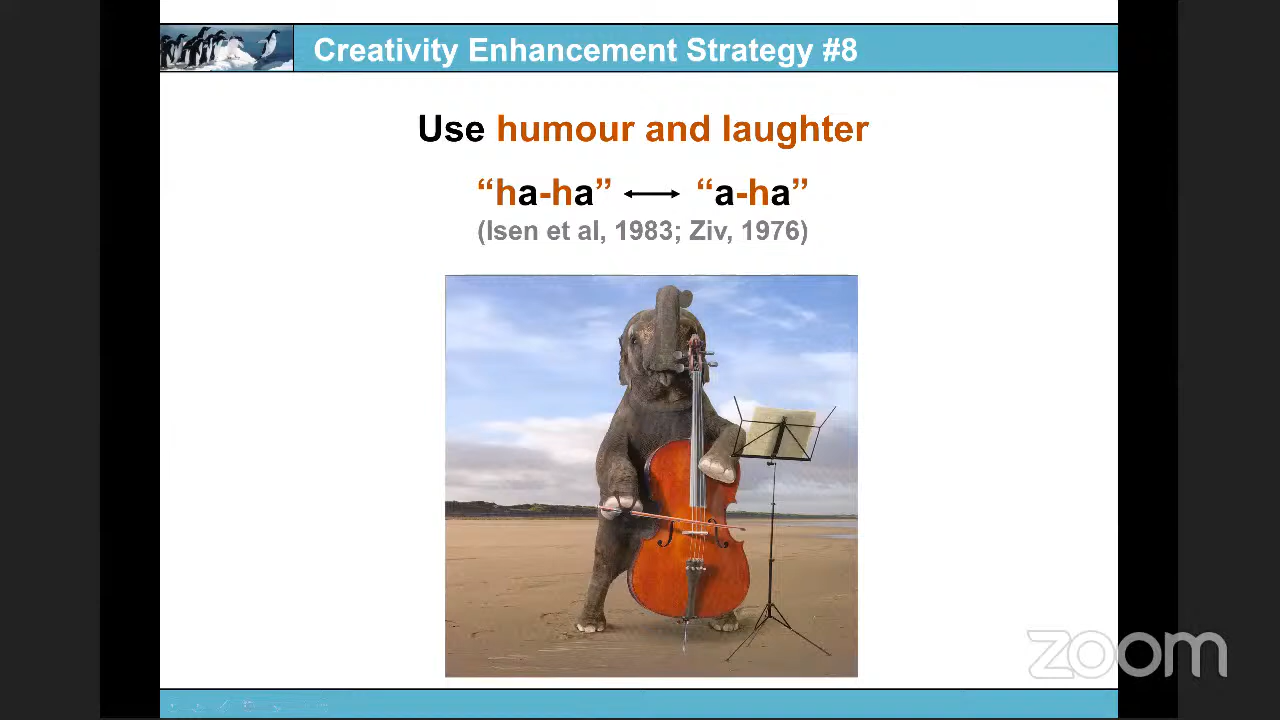 Creativity Enhancement Strategy #8
Use humour and laughter
“ha-ha” ↔ “a-ha”
(Isen et al, 1983; Ziv, 1976)
zoom